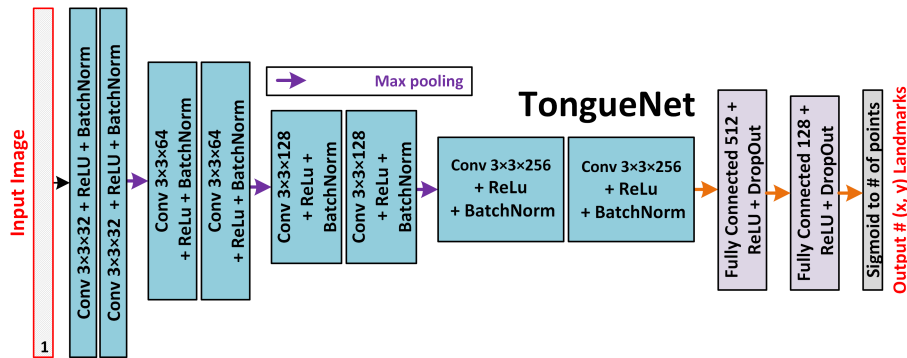 Input Image
1
Conv 3×3×32 + ReLU + BatchNorm
Conv 3×3×32 + ReLU + BatchNorm
Conv 3×3×64
+ ReLu + BatchNorm
Conv 3×3×64
+ ReLu + BatchNorm
Max pooling
Conv 3×3×128
+ ReLu +
BatchNorm
Conv 3×3×128
+ ReLu +
BatchNorm
TongueNet
Conv 3×3×256
+ ReLu
+ BatchNorm
Conv 3×3×256
+ ReLu
+ BatchNorm
Fully Connected 512 +
ReLU + DropOut
Fully Connected 128 +
ReLU + DropOut
Sigmoid to # of points
Output # (x, y) Landmarks